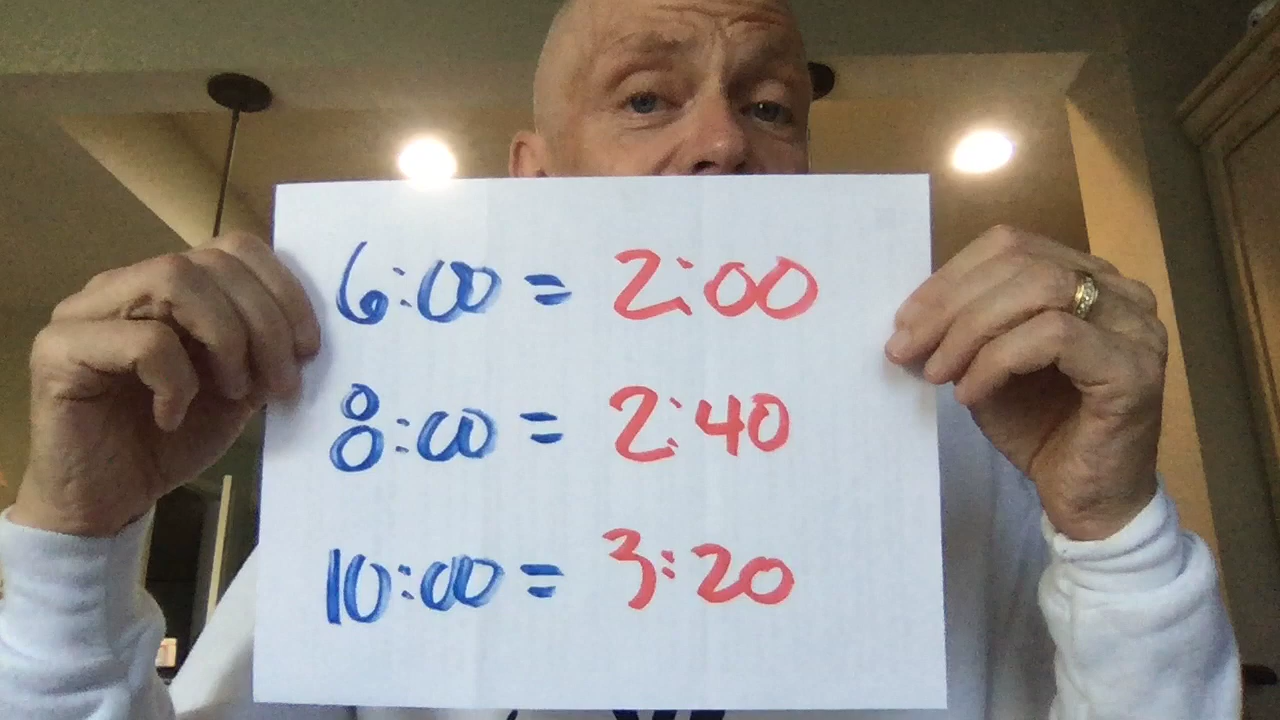 6:00 = 2:00
8:00 = 2:40
10:00 = 3:20